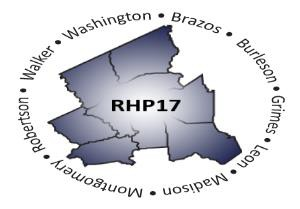 Brazos • Burleson • Grimes • Leon • Madison • Montgomery • Robertson • Walker • Washington •
RHP17